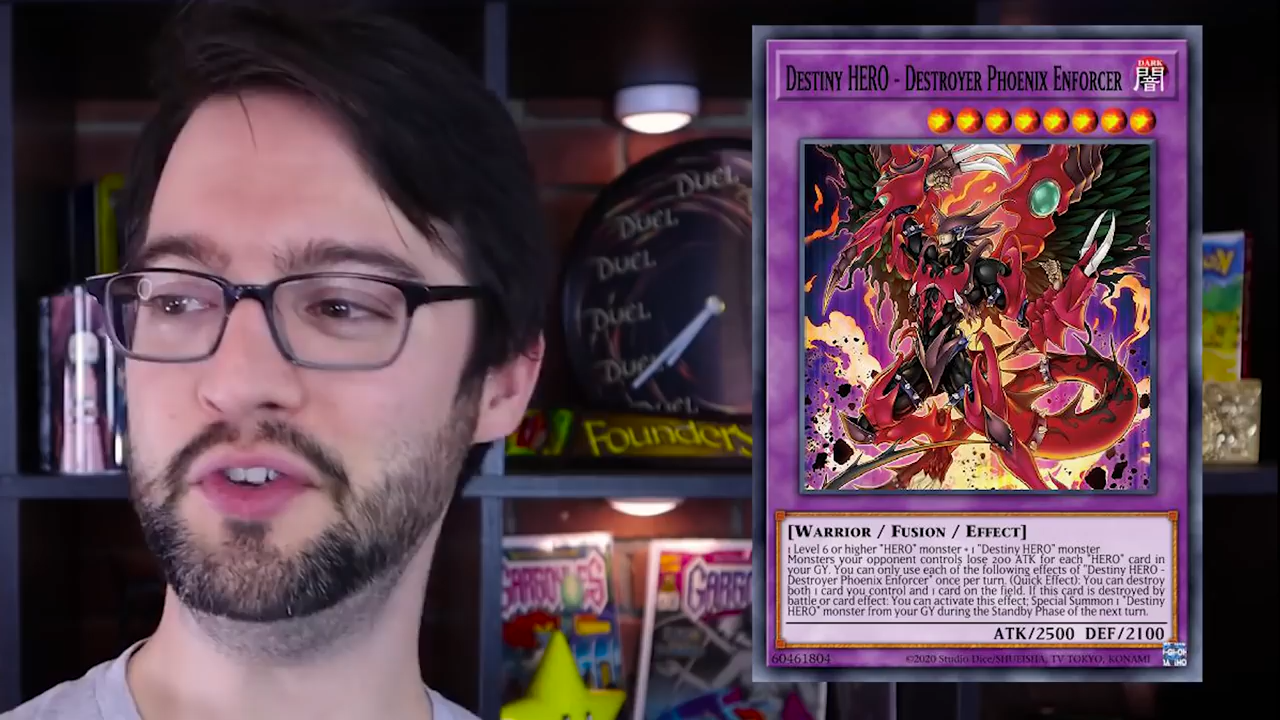 DESTINY HERO - DESTROYER PHOENIX ENFORCER
DARK
闇
DUEL
DUEL
DUEL
DUEL
DUEL
DUEL
Foundery
GARGOYLES
GARGO
[WARRIOR / FUSION / EFFECT]
1 Level 6 or higher "HERO" monster + 1 "Destiny HERO" monster
Monsters your opponent controls lose 200 ATK for each "HERO" card in
your GY. You can only use each of the following effects of "Destiny HERO -
Destroyer Phoenix Enforcer" once per turn. (Quick Effect): You can destroy
both 1 card you control and 1 card on the field. If this card is destroyed by
battle or card effect: You can activate this effect; Special Summon 1 "Destiny
HERO" monster from your GY during the Standby Phase of the next turn.
ATK/2500 DEF/2100
60461804
©2020 Studio Dice/SHUEISHA, TV TOKYO, KONAMI